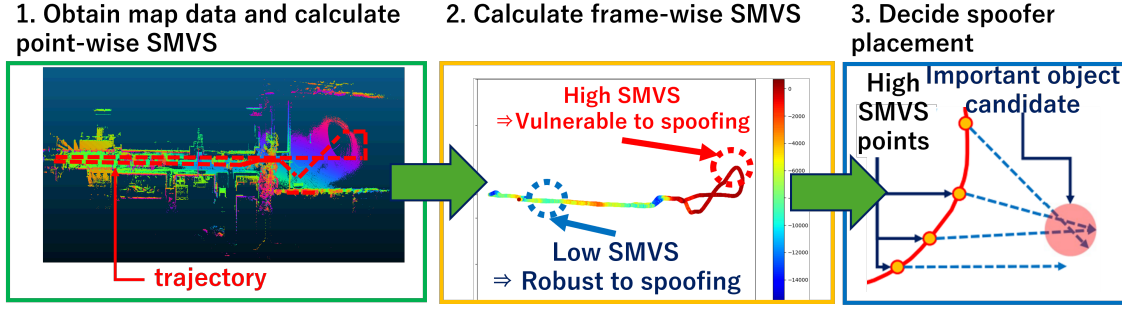 1. Obtain map data and calculate
point-wise SMVS
trajectory
2. Calculate frame-wise SMVS
High SMVS
⇒Vulnerable to spoofing
Low SMVS
⇒ Robust to spoofing
0
−2000
−4000
−6000
−8000
−10000
−12000
−14000
3. Decide spoofer
placement
High
SMVS
points
Important object
candidate